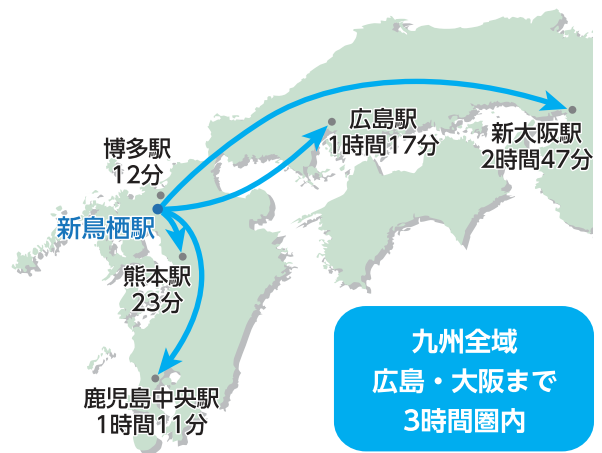 広島駅
1時間17分
新大阪駅
2時間47分
博多駅
12分
新鳥栖駅
熊本駅
23分
鹿児島中央駅
1時間11分
九州全域
広島・大阪まで
3時間圏内